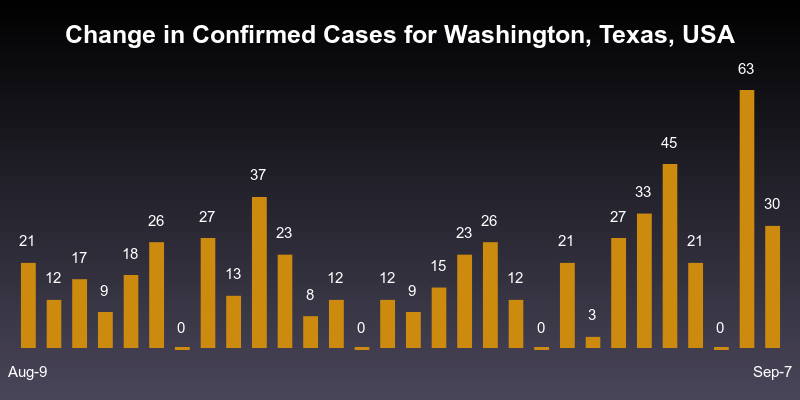 Change in Confirmed Cases for Washington, Texas, USA
21 12 17 9 18 26 0 27 13 37 23 8 12 0 12 9 15 23 26 12 0 21 3 27 33 45 21 0 63 30
Aug-9 Sep-7